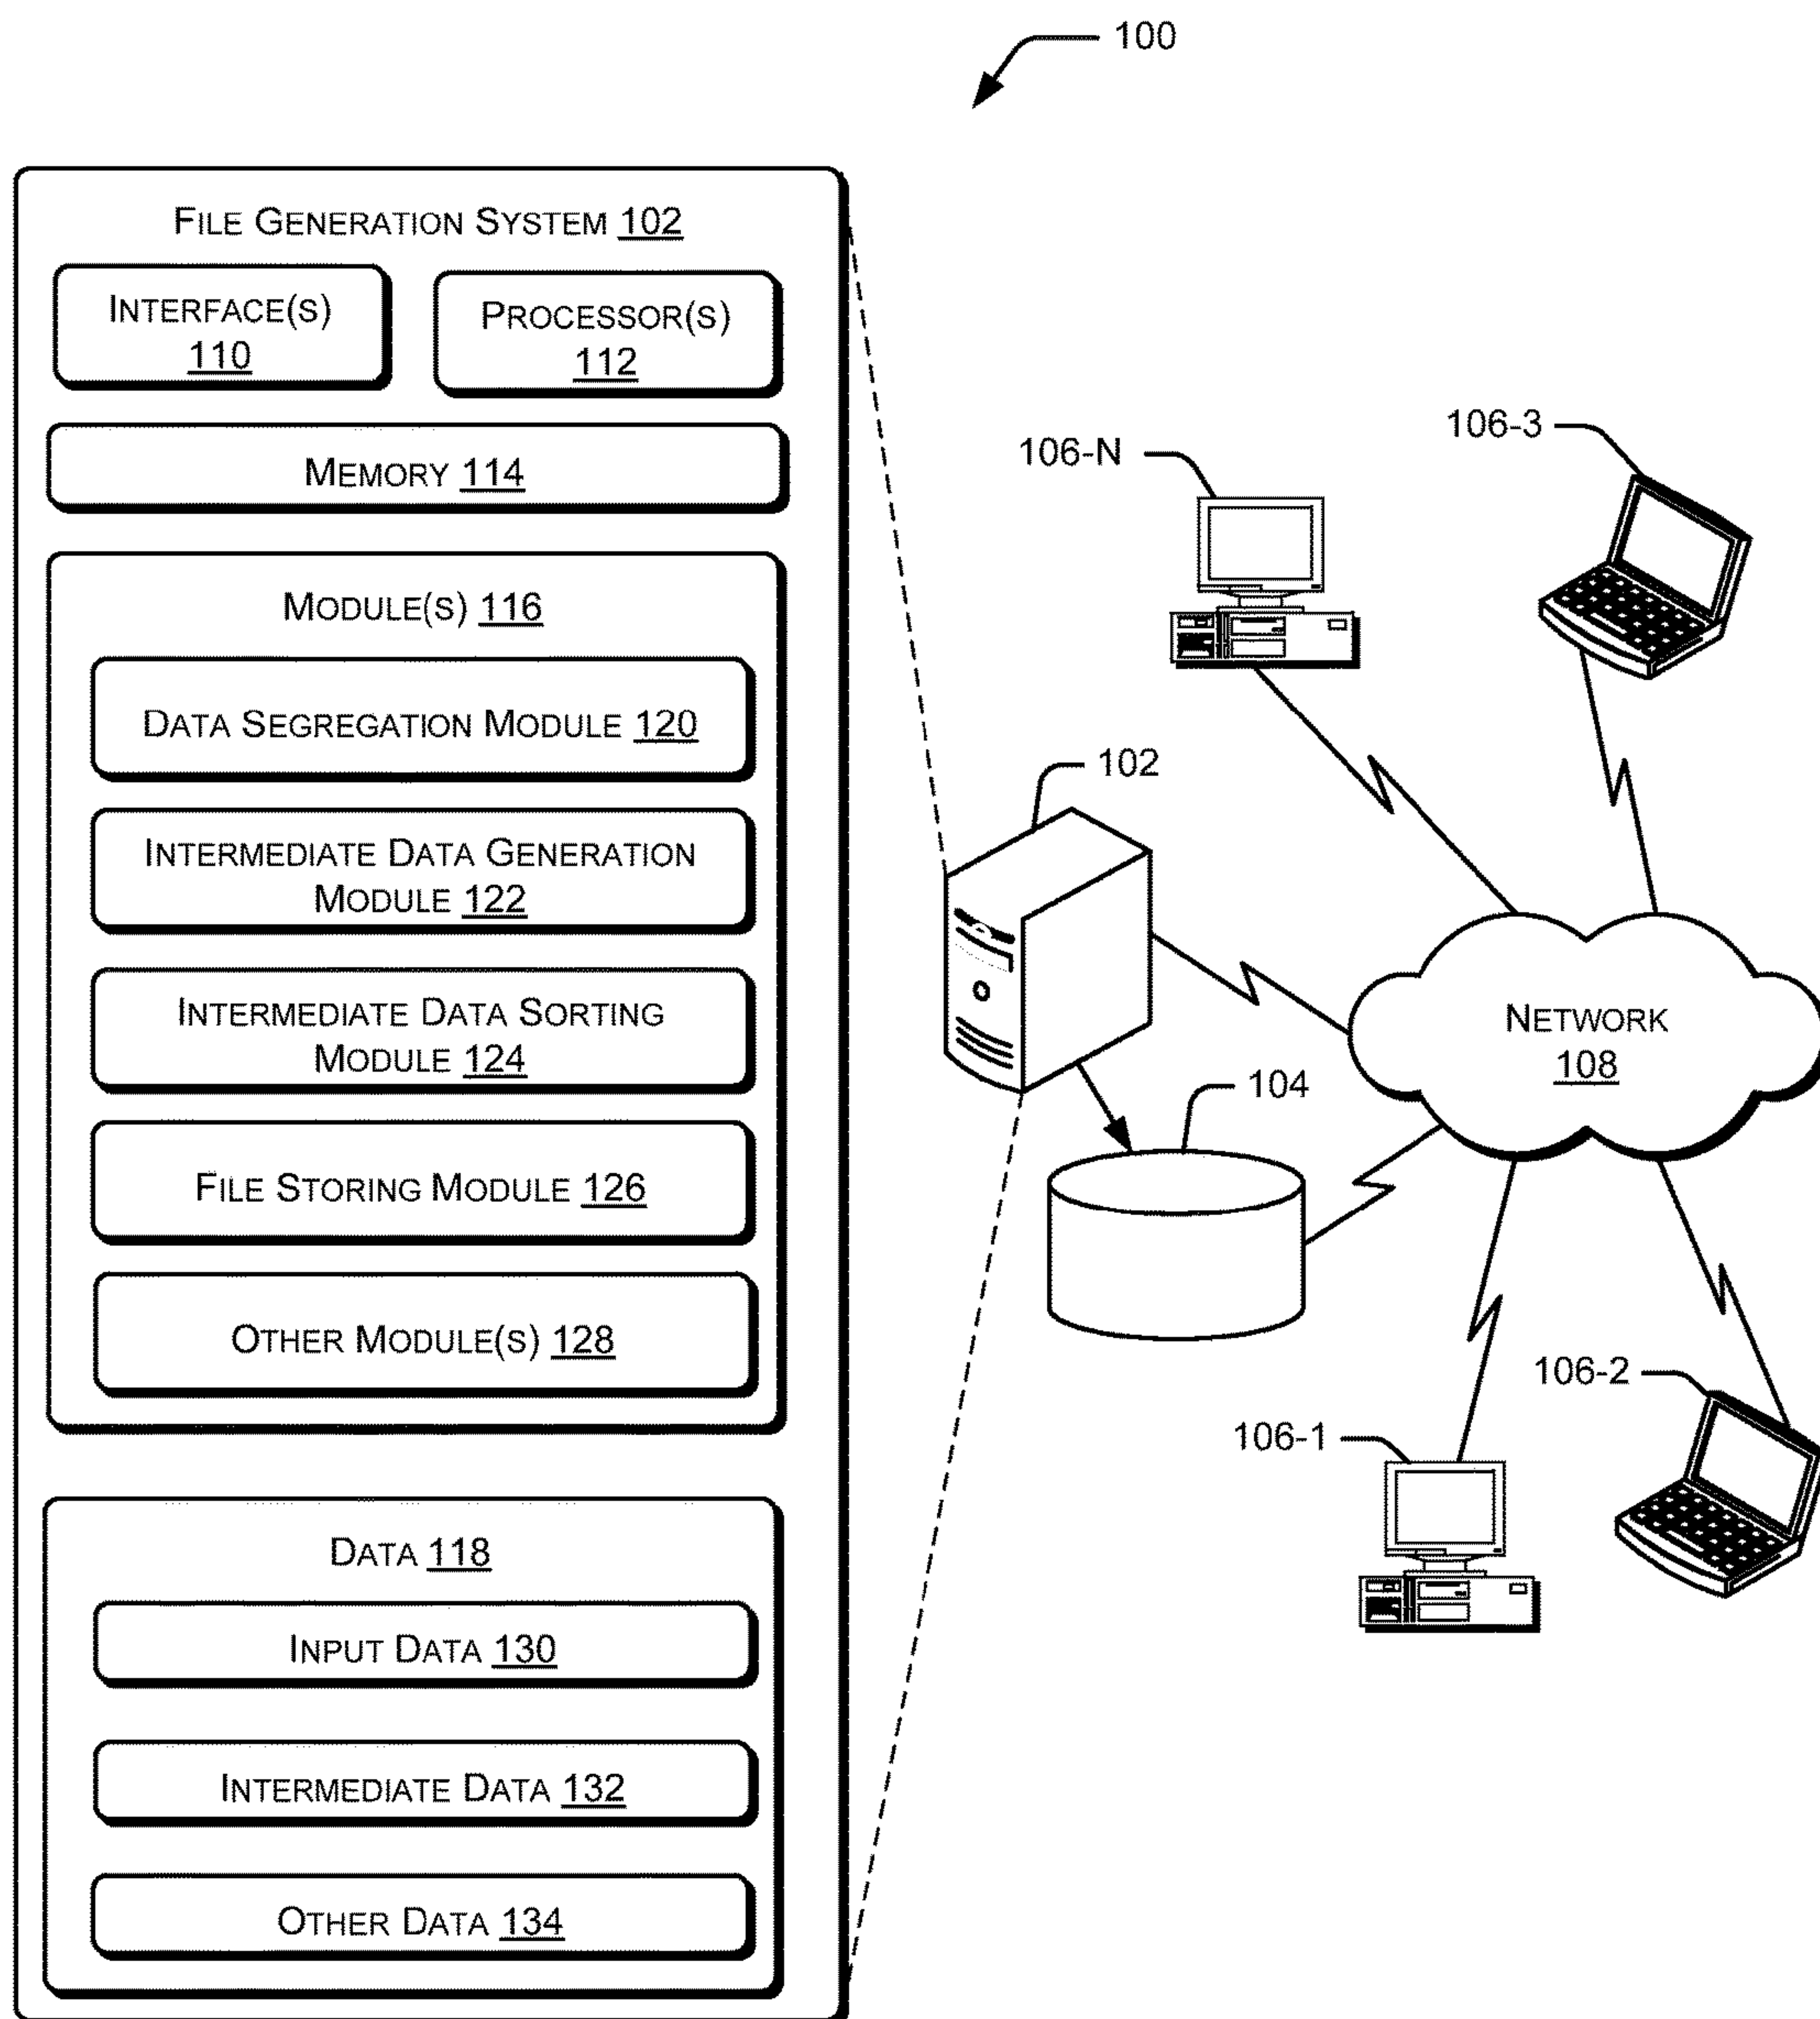 100
FILE GENERATION SYSTEM 102
INTERFACE(S)
110
PROCESSOR(S)
112
MEMORY 114
MODULE(S) 116
DATA SEGREGATION MODULE 120
INTERMEDIATE DATA GENERATION
MODULE 122
INTERMEDIATE DATA SORTING
MODULE 124
FILE STORING MODULE 126
OTHER MODULE(S) 128
DATA 118
INPUT DATA 130
INTERMEDIATE DATA 132
OTHER DATA 134
106-N
106-3
102
NETWORK
108
104
106-2
106-1